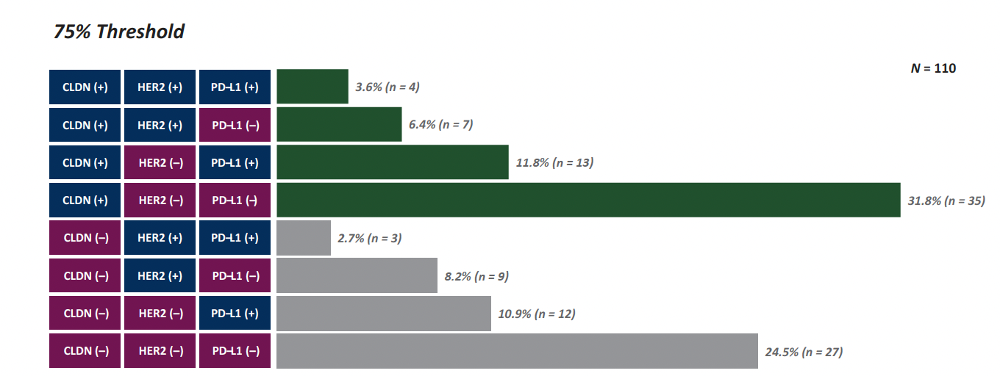 75% Threshold
N = 110
CLDN (+) HER2 (+) PD-L1 (+) 3.6% (n = 4)
CLDN (+) HER2 (+) PD-L1 (–) 6.4% (n = 7)
CLDN (+) HER2 (–) PD-L1 (+) 11.8% (n = 13)
CLDN (+) HER2 (–) PD-L1 (–) 31.8% (n = 35)
CLDN (–) HER2 (+) PD-L1 (+) 2.7% (n = 3)
CLDN (–) HER2 (+) PD-L1 (–) 8.2% (n = 9)
CLDN (–) HER2 (–) PD-L1 (+) 10.9% (n = 12)
CLDN (–) HER2 (–) PD-L1 (–) 24.5% (n = 27)